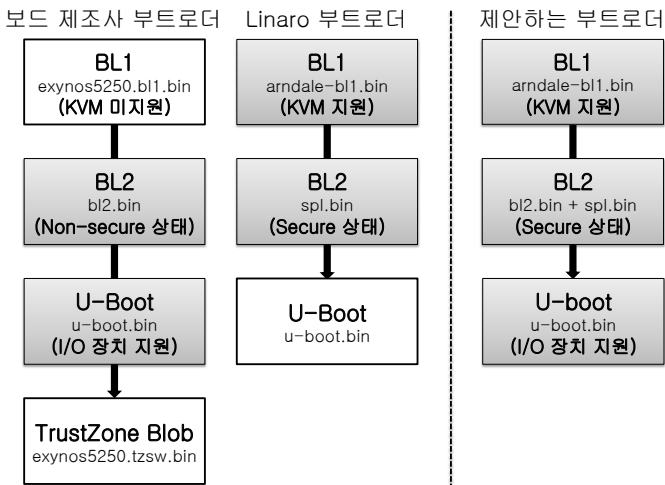 보드 제조사 부트로더
BL1
exynos5250.bl1.bin
(KVM 미지원)
BL2
bl2.bin
(Non-secure 상태)
U-Boot
u-boot.bin
(I/O 장치 지원)
TrustZone Blob
exynos5250.tzsw.bin
Linaro 부트로더
BL1
arndale-bl1.bin
(KVM 지원)
BL2
spl.bin
(Secure 상태)
U-Boot
u-boot.bin
제안하는 부트로더
BL1
arndale-bl1.bin
(KVM 지원)
BL2
bl2.bin + spl.bin
(Secure 상태)
U-boot
u-boot.bin
(I/O 장치 지원)